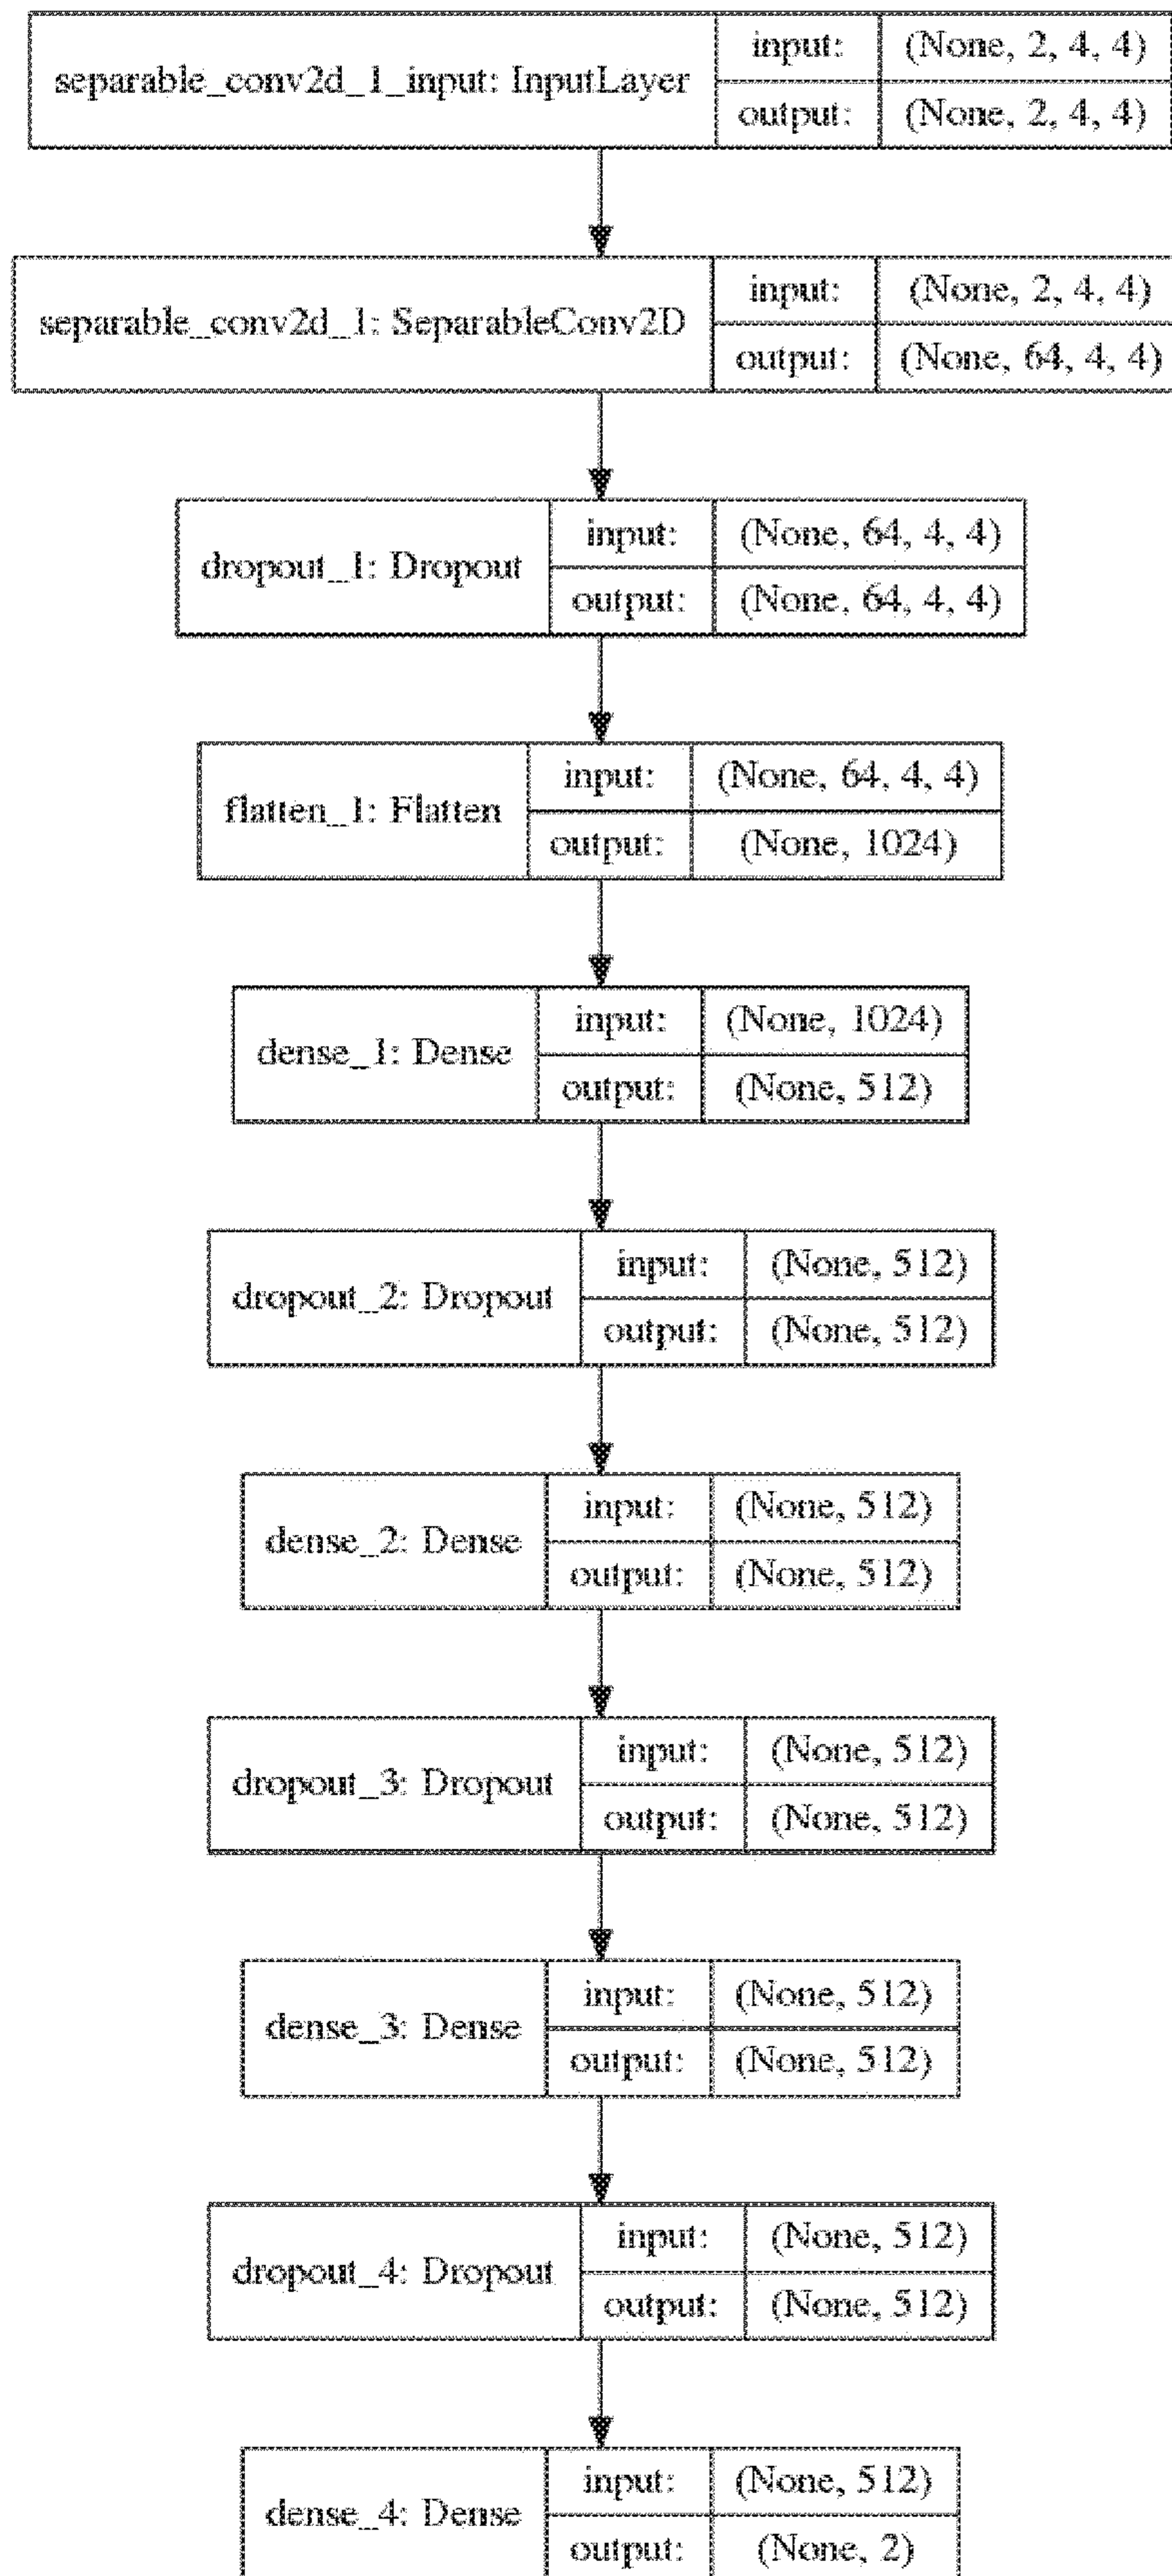 separable_conv2d_1_input: InputLayer
input: (None, 2, 4, 4)
output: (None, 2, 4, 4)
separable_conv2d_1: SeparableConv2D
input: (None, 2, 4, 4)
output: (None, 64, 4, 4)
dropout_1: Dropout
input: (None, 64, 4, 4)
output: (None, 64, 4, 4)
flatten_1: Flatten
input: (None, 64, 4, 4)
output: (None, 1024)
dense_1: Dense
input: (None, 1024)
output: (None, 512)
dropout_2: Dropout
input: (None, 512)
output: (None, 512)
dense_2: Dense
input: (None, 512)
output: (None, 512)
dropout_3: Dropout
input: (None, 512)
output: (None, 512)
dense_3: Dense
input: (None, 512)
output: (None, 512)
dropout_4: Dropout
input: (None, 512)
output: (None, 512)
dense_4: Dense
input: (None, 512)
output: (None, 2)